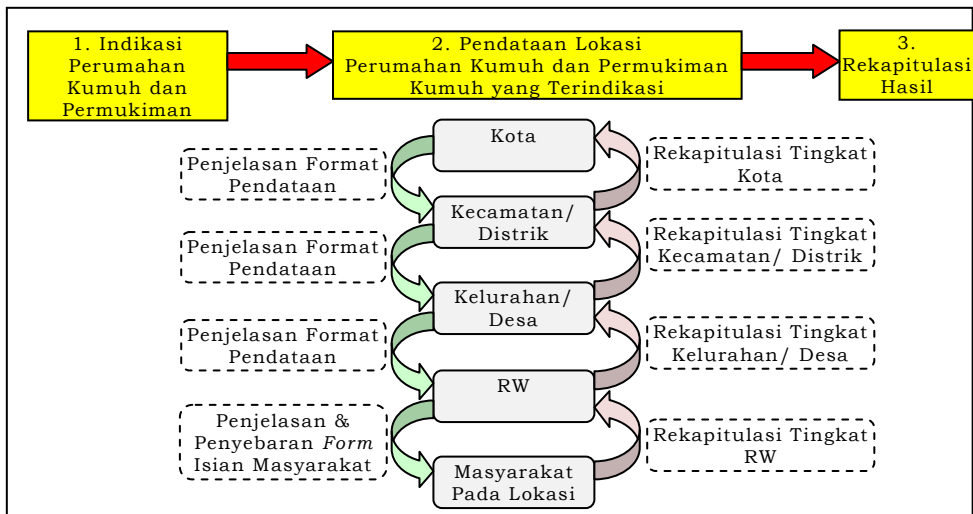 1. Indikasi
Perumahan
Kumuh dan
Permukiman
2. Pendataan Lokasi
Perumahan Kumuh dan Permukiman
Kumuh yang Terindikasi
3.
Rekapitulasi
Hasil
Kota
Penjelasan Format
Pendataan
Rekapitulasi Tingkat
Kota
Kecamatan/
Distrik
Penjelasan Format
Pendataan
Rekapitulasi Tingkat
Kecamatan/ Distrik
Kelurahan/
Desa
Penjelasan Format
Pendataan
Rekapitulasi Tingkat
Kelurahan/ Desa
RW
Penjelasan &
Penyebaran Form
Isian Masyarakat
Rekapitulasi Tingkat
RW
Masyarakat
Pada Lokasi